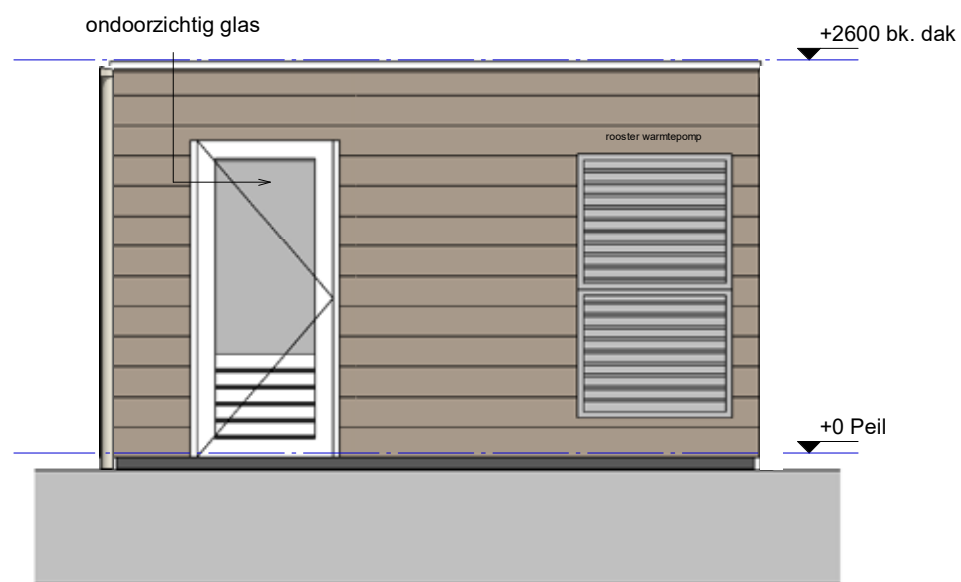 ondoorzichtig glas
+2600 bk. dak
rooster warmtepomp
+0 Peil